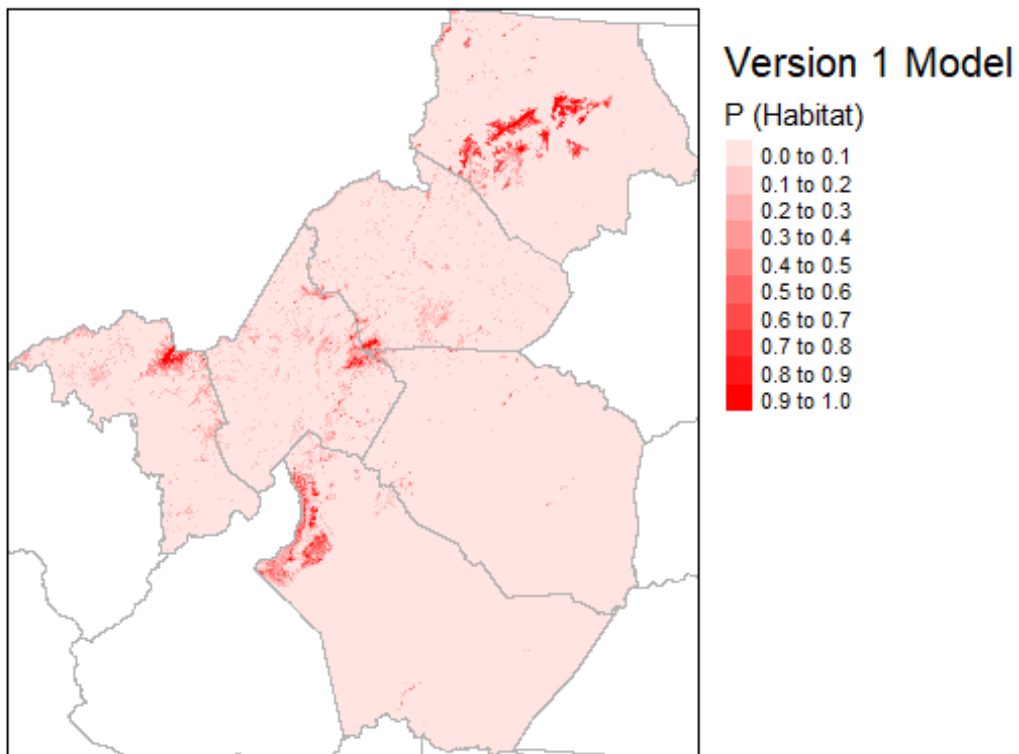 Version 1 Model
P (Habitat)
0.0 to 0.1
0.1 to 0.2
0.2 to 0.3
0.3 to 0.4
0.4 to 0.5
0.5 to 0.6
0.6 to 0.7
0.7 to 0.8
0.8 to 0.9
0.9 to 1.0